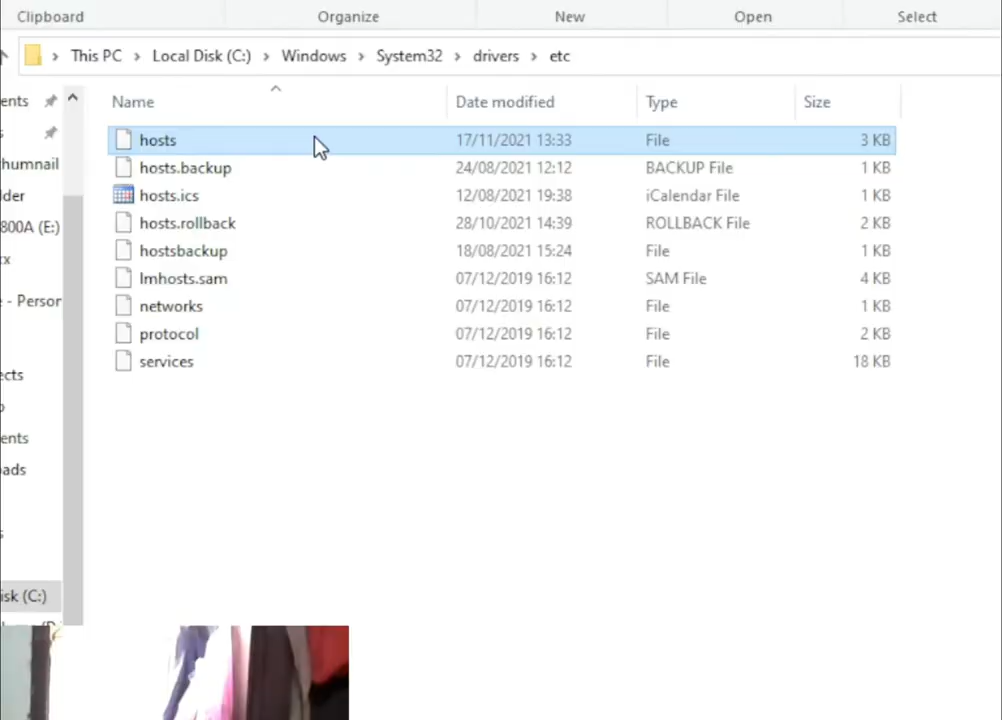 Clipboard Organize New Open Select
This PC > Local Disk (C:) > Windows > System32 > drivers > etc
Name Date modified Type Size
hosts 17/11/2021 13:33 File 3 KB
hosts.backup 24/08/2021 12:12 BACKUP File 1 KB
hosts.ics 12/08/2021 19:38 iCalendar File 1 KB
hosts.rollback 28/10/2021 14:39 ROLLBACK File 2 KB
hostsbackup 18/08/2021 15:24 File 1 KB
lmhosts.sam 07/12/2019 16:12 SAM File 4 KB
networks 07/12/2019 16:12 File 1 KB
protocol 07/12/2019 16:12 File 2 KB
services 07/12/2019 16:12 File 18 KB
ents
s
humnail
lder
800A (E:)
- Person
ects
ents
oads
s
isk (C:)